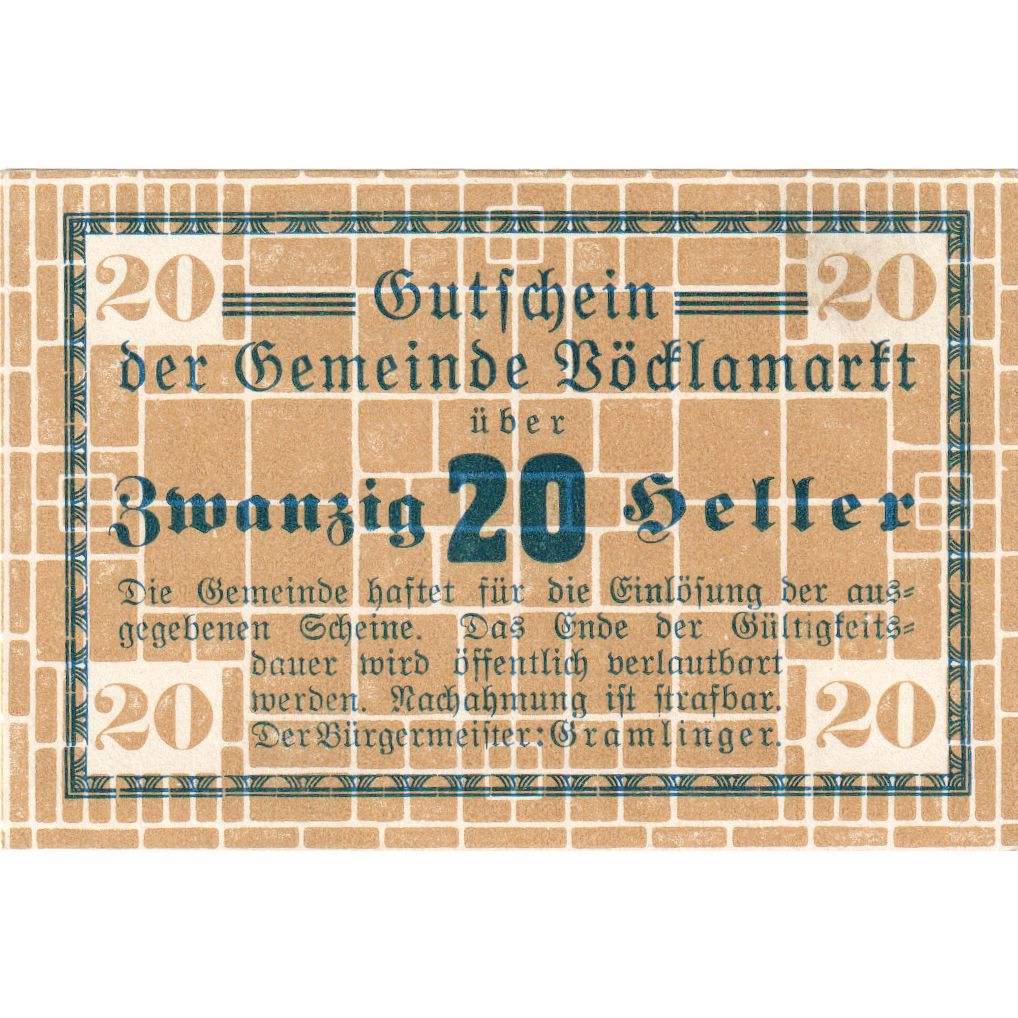 20 Gutschein 20
der Gemeinde Vöcklamarkt
über
Zwanzig 20 Heller
Die Gemeinde haftet für die Einlösung der aus-
gegebenen Scheine. Das Ende der Gültigkeits-
dauer wird öffentlich verlautbart
werden. Nachahmung ist strafbar.
20 Der Bürgermeister: Gramlinger. 20